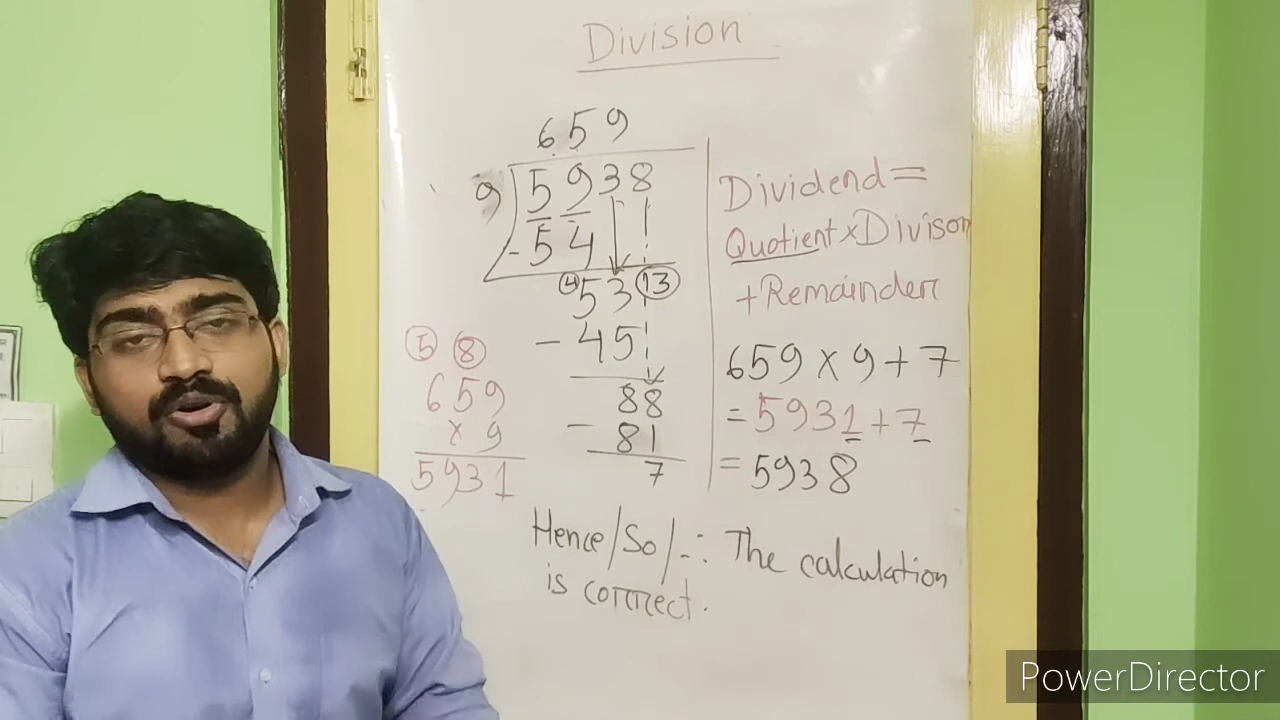 Division
659
9)5938
-54
④53⑬
-45
88
-81
7
⑤ ⑧
659
× 9
5931
Dividend=
Quotient×Divison
+Remainder
659×9+7
=5931+7
=5938
Hence/So/∴ The calculation
is correct.
PowerDirector